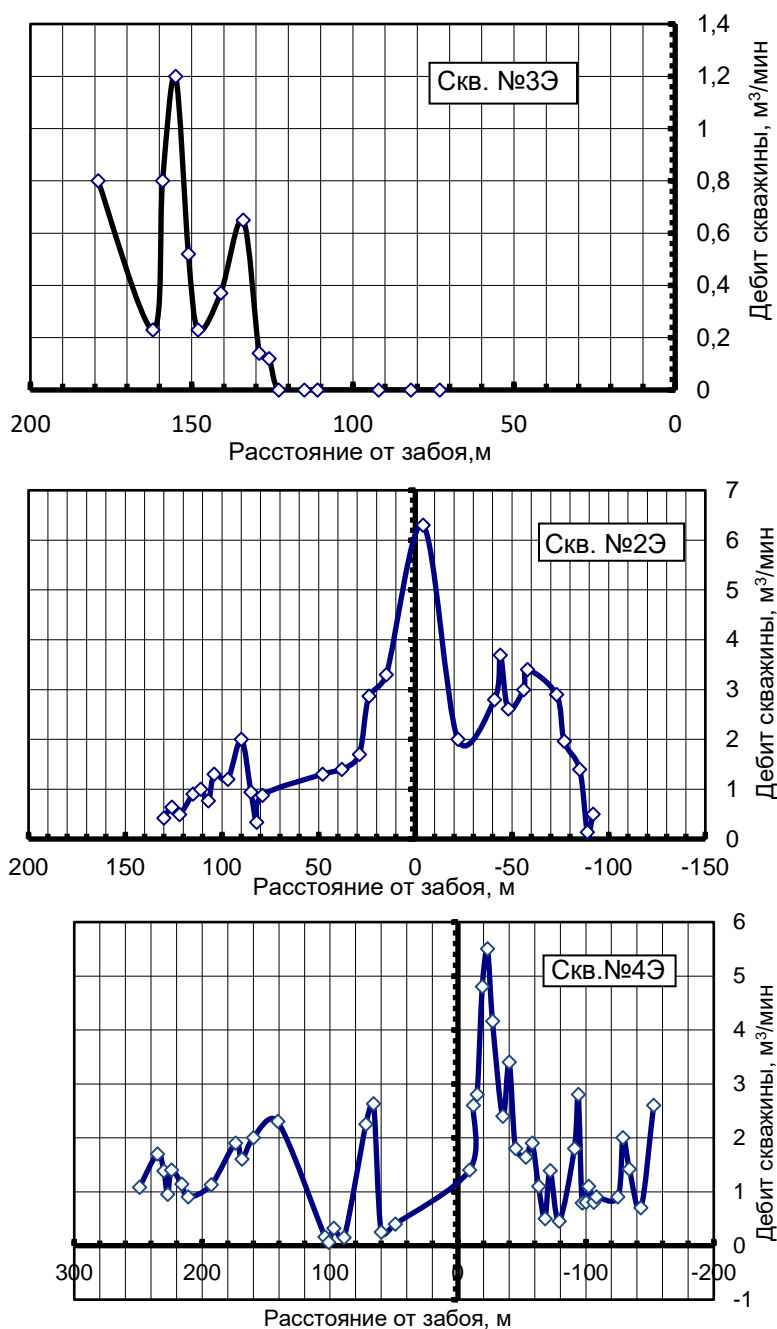 1,4
Скв. №3Э
1,2
1
0,8
0,6
0,4
0,2
0
Дебит скважины, м³/мин
200 150 100 50 0
Расстояние от забоя,м
7
Скв. №2Э
6
5
4
3
2
1
0
Дебит скважины, м³/мин
200 150 100 50 0 -50 -100 -150
Расстояние от забоя, м
6
Скв.№4Э
5
4
3
2
1
0
-1
Дебит скважины, м³/мин
300 200 100 0 -100 -200
Расстояние от забоя, м